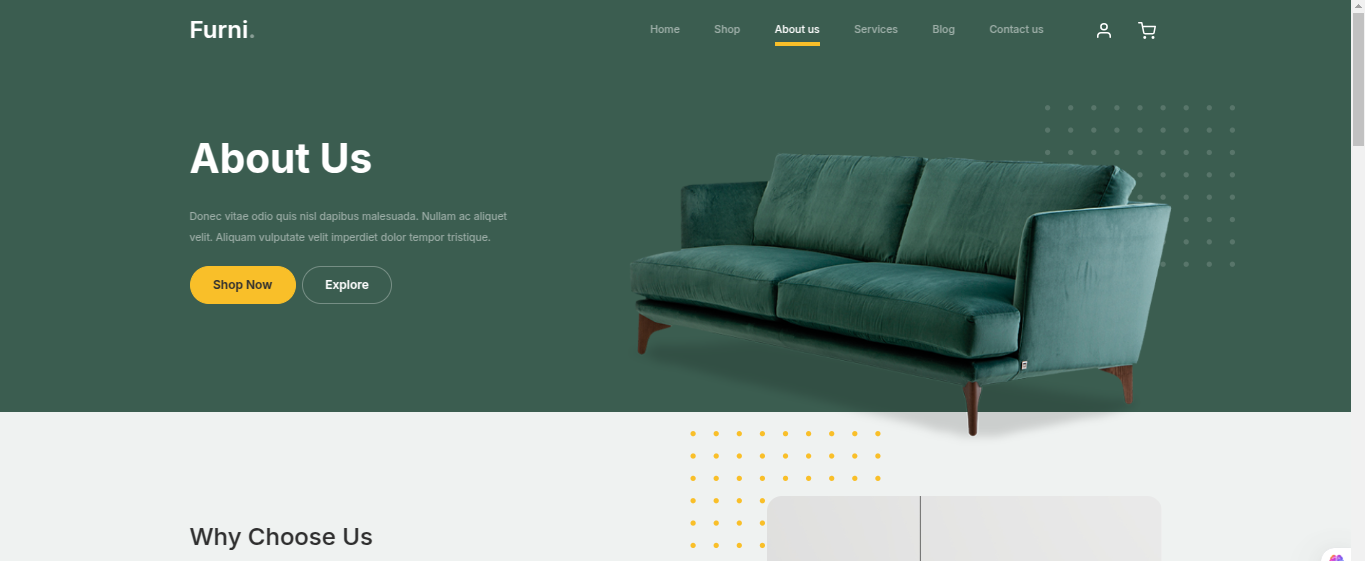 Furni.
Home Shop About us Services Blog Contact us
About Us
Donec vitae odio quis nisl dapibus malesuada. Nullam ac aliquet
velit. Aliquam vulputate velit imperdiet dolor tempor tristique.
Shop Now Explore
Why Choose Us